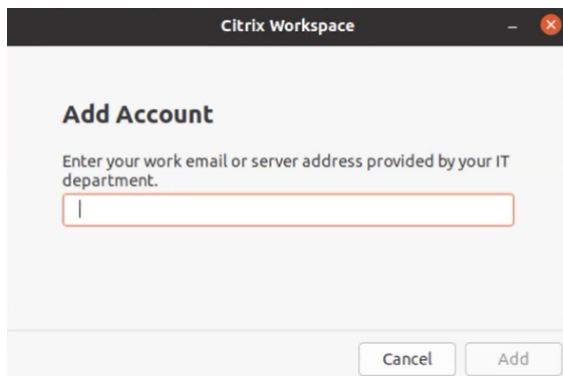 Citrix Workspace
Add Account
Enter your work email or server address provided by your IT
department.
Cancel
Add